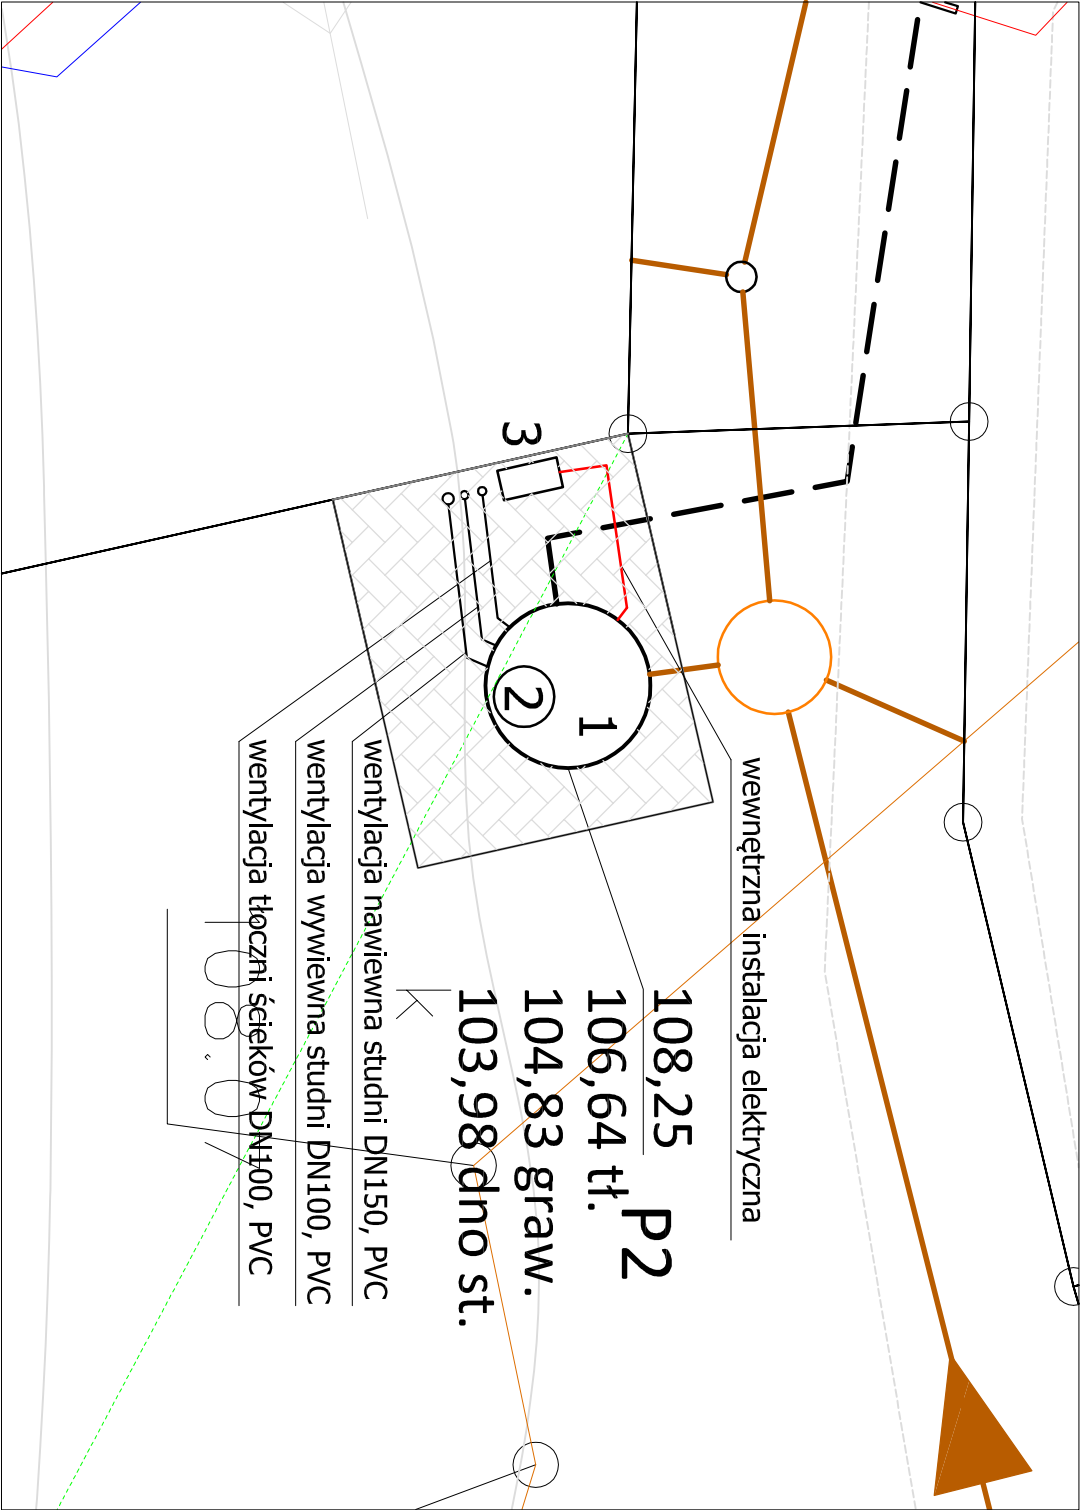 3
2
1
wewnętrzna instalacja elektryczna
108,25
106,64 tł.
P2
104,83 graw.
103,98 dno st.
k
wentylacja nawiewna studni DN150, PVC
wentylacja wywiewna studni DN100, PVC
wentylacja tłoczni ścieków DN100, PVC